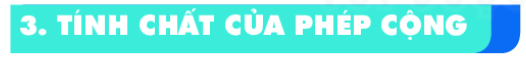 3. TÍNH CHẤT CỦA PHÉP CỘNG